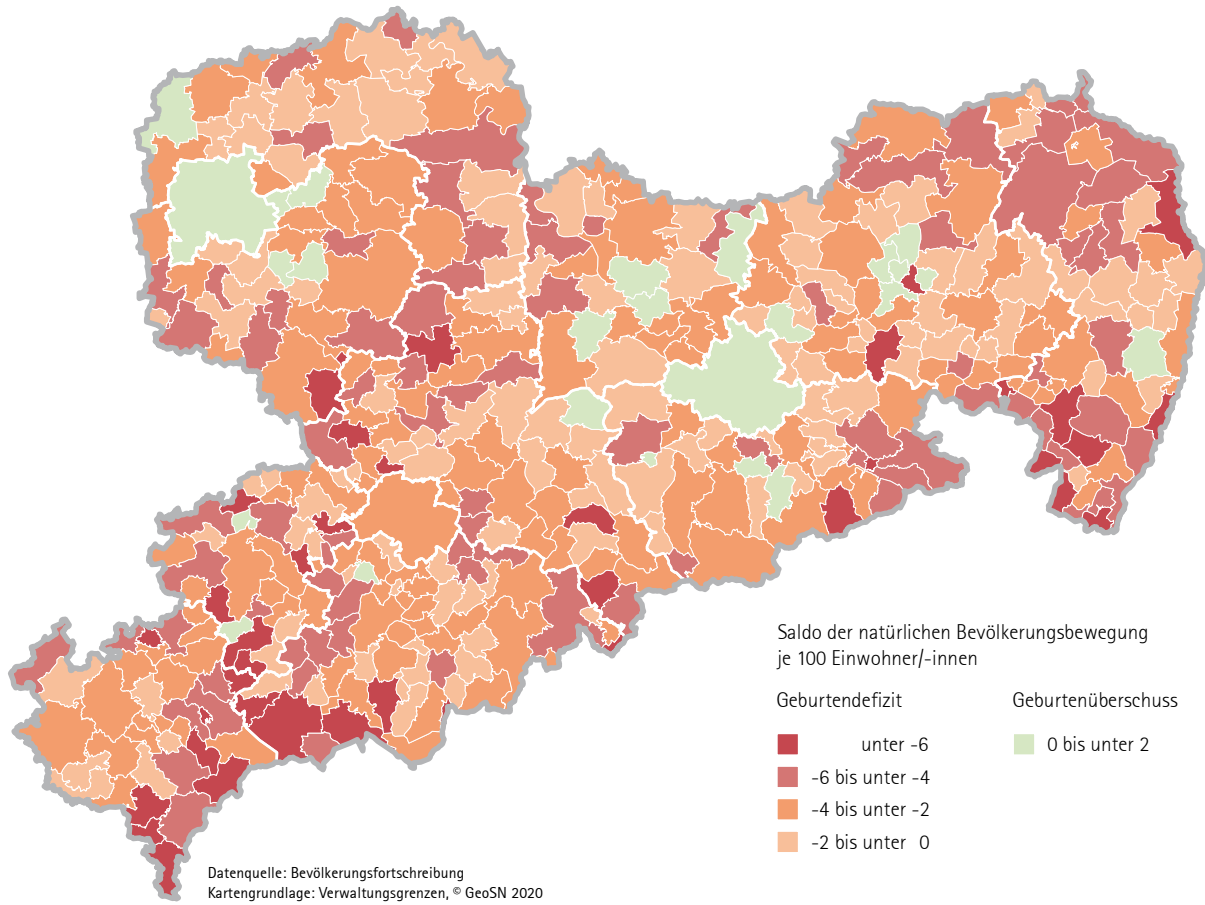 Saldo der natürlichen Bevölkerungsbewegung
je 100 Einwohner/-innen
Geburtendefizit
unter -6
-6 bis unter -4
-4 bis unter -2
-2 bis unter 0
Geburtenüberschuss
0 bis unter 2
Datenquelle: Bevölkerungsfortschreibung
Kartengrundlage: Verwaltungsgrenzen, © GeoSN 2020